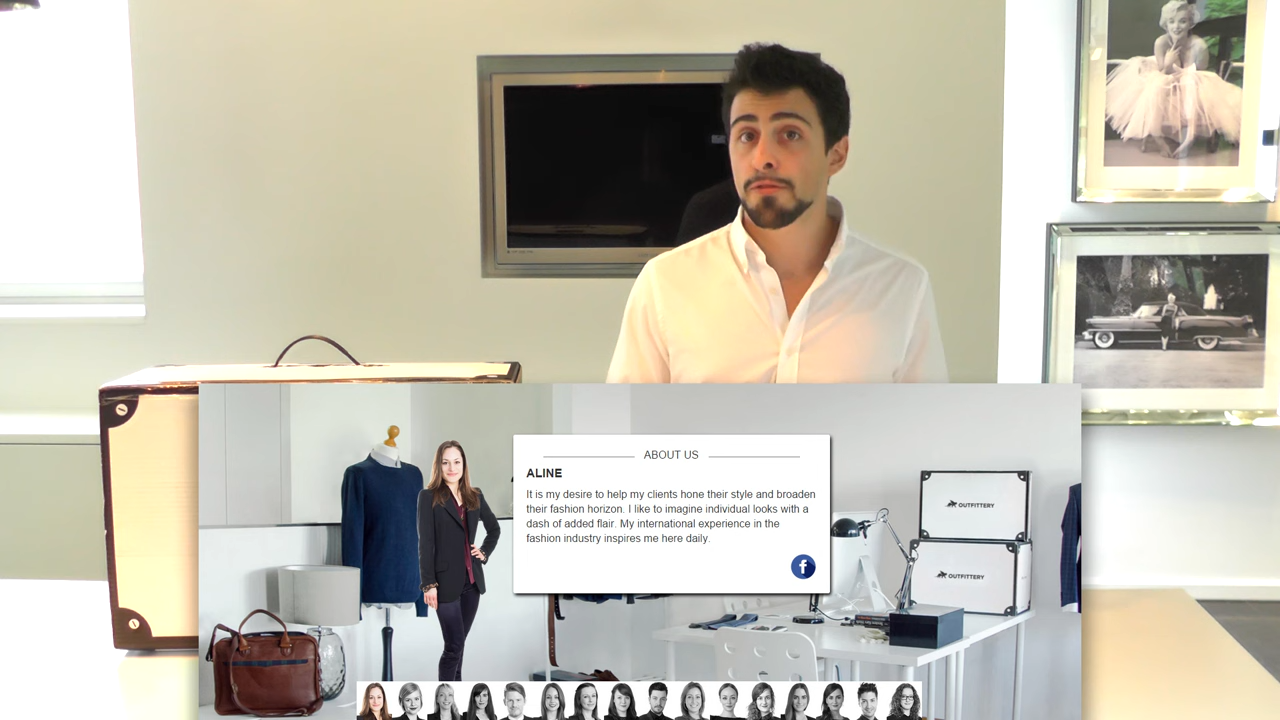 ABOUT US
ALINE
It is my desire to help my clients hone their style and broaden
their fashion horizon. I like to imagine individual looks with a
dash of added flair. My international experience in the
fashion industry inspires me here daily.
f
OUTFITTERY
OUTFITTERY